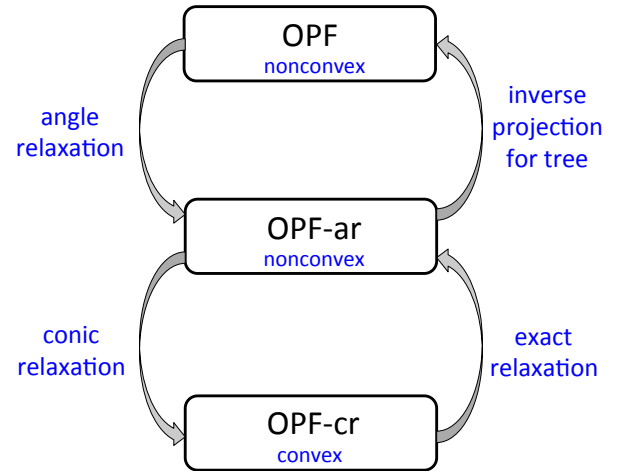 OPF
nonconvex
angle
relaxation
inverse
projection
for tree
OPF-ar
nonconvex
conic
relaxation
exact
relaxation
OPF-cr
convex